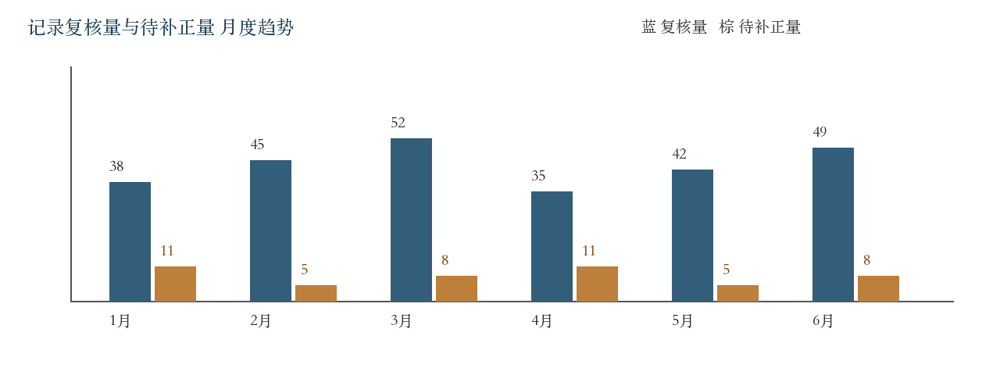 记录复核量与待补正量 月度趋势
蓝 复核量 棕 待补正量
38 11 45 5 52 8 35 11 42 5 49 8
1月 2月 3月 4月 5月 6月